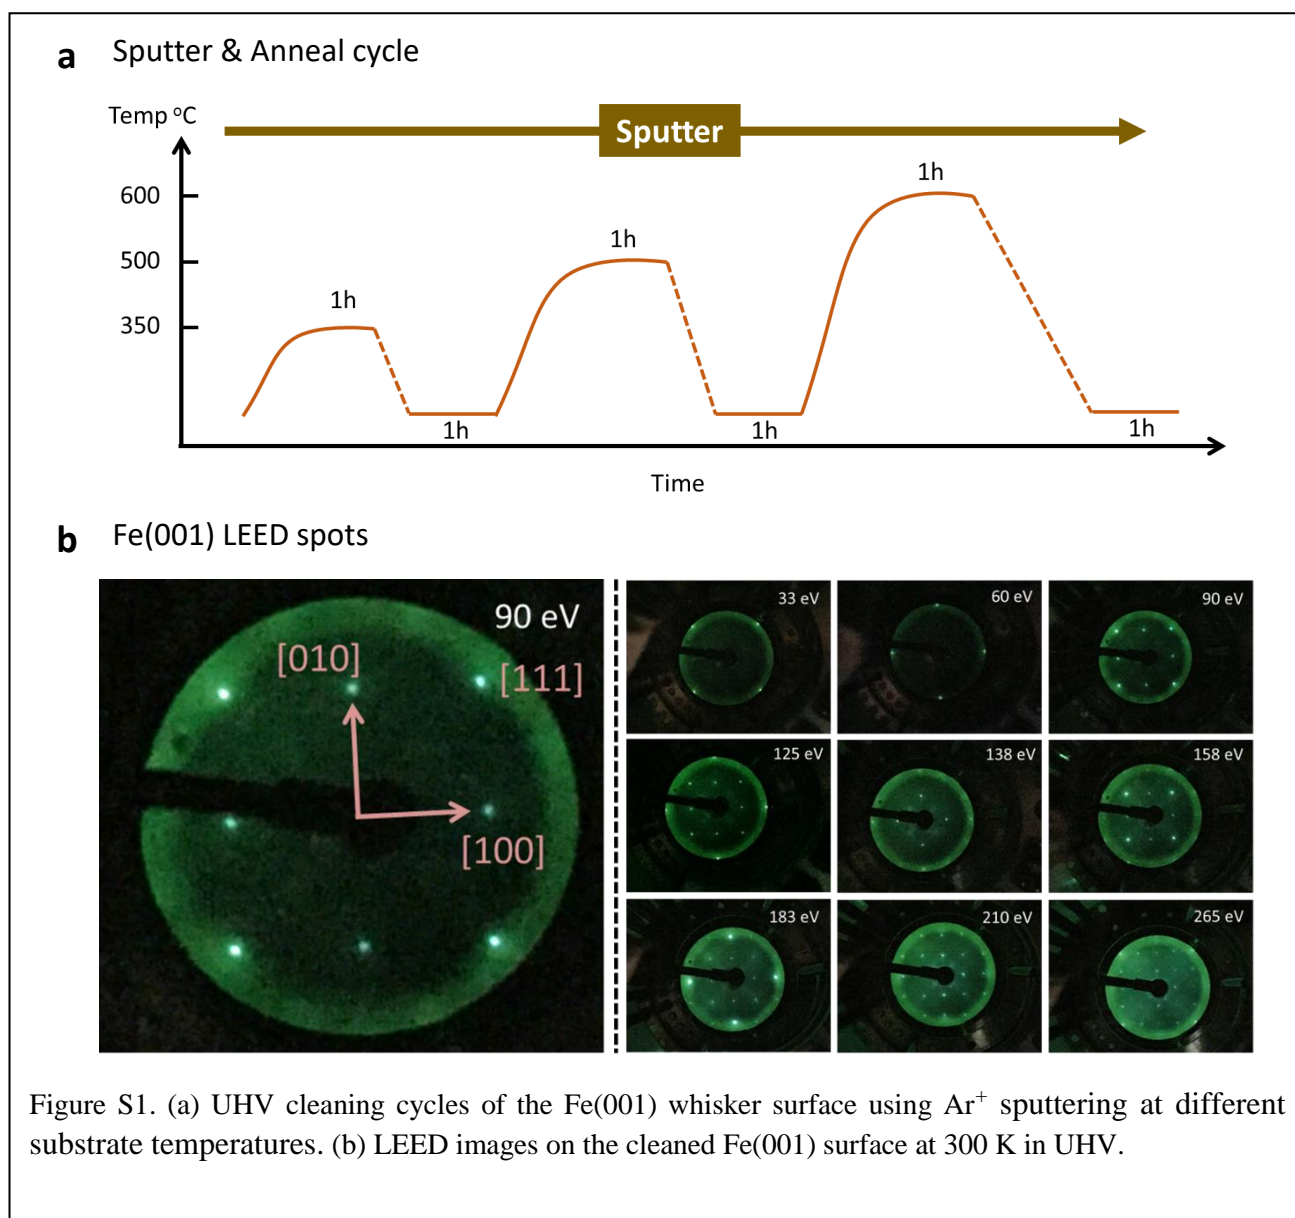 a Sputter & Anneal cycle
Temp °C
Sputter
600
500
350
1h
1h
1h
1h
1h
1h
Time
b Fe(001) LEED spots
90 eV
[010]
[111]
[100]
33 eV
60 eV
90 eV
125 eV
138 eV
158 eV
183 eV
210 eV
265 eV
Figure S1. (a) UHV cleaning cycles of the Fe(001) whisker surface using Ar⁺ sputtering at different
substrate temperatures. (b) LEED images on the cleaned Fe(001) surface at 300 K in UHV.